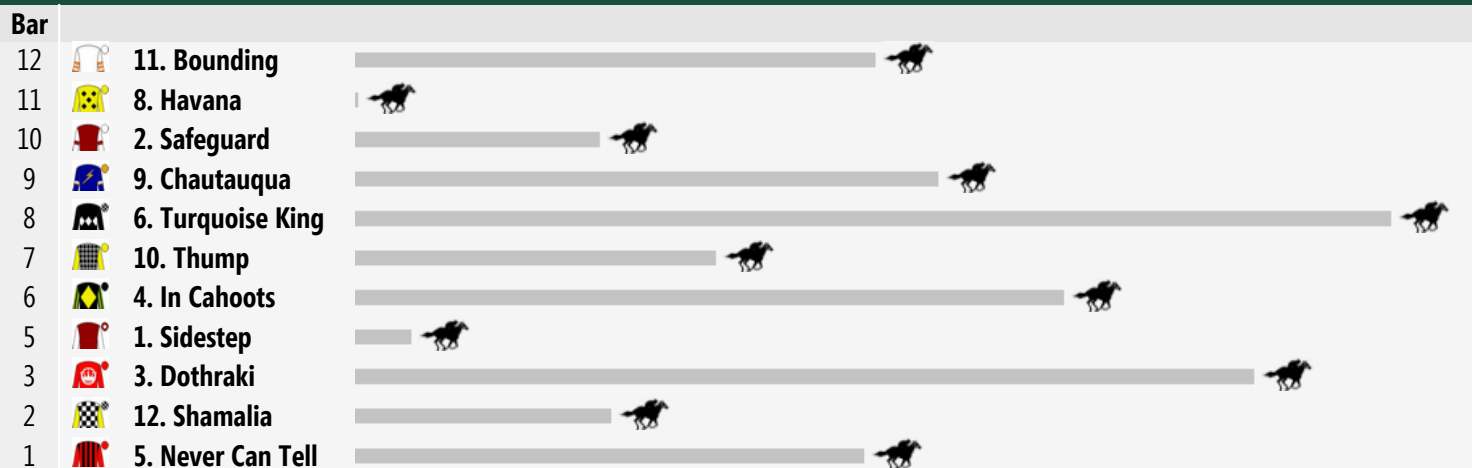 Bar
12 11. Bounding
11 8. Havana
10 2. Safeguard
9 9. Chautauqua
8 6. Turquoise King
7 10. Thump
6 4. In Cahoots
5 1. Sidestep
3 3. Dothraki
2 12. Shamalia
1 5. Never Can Tell